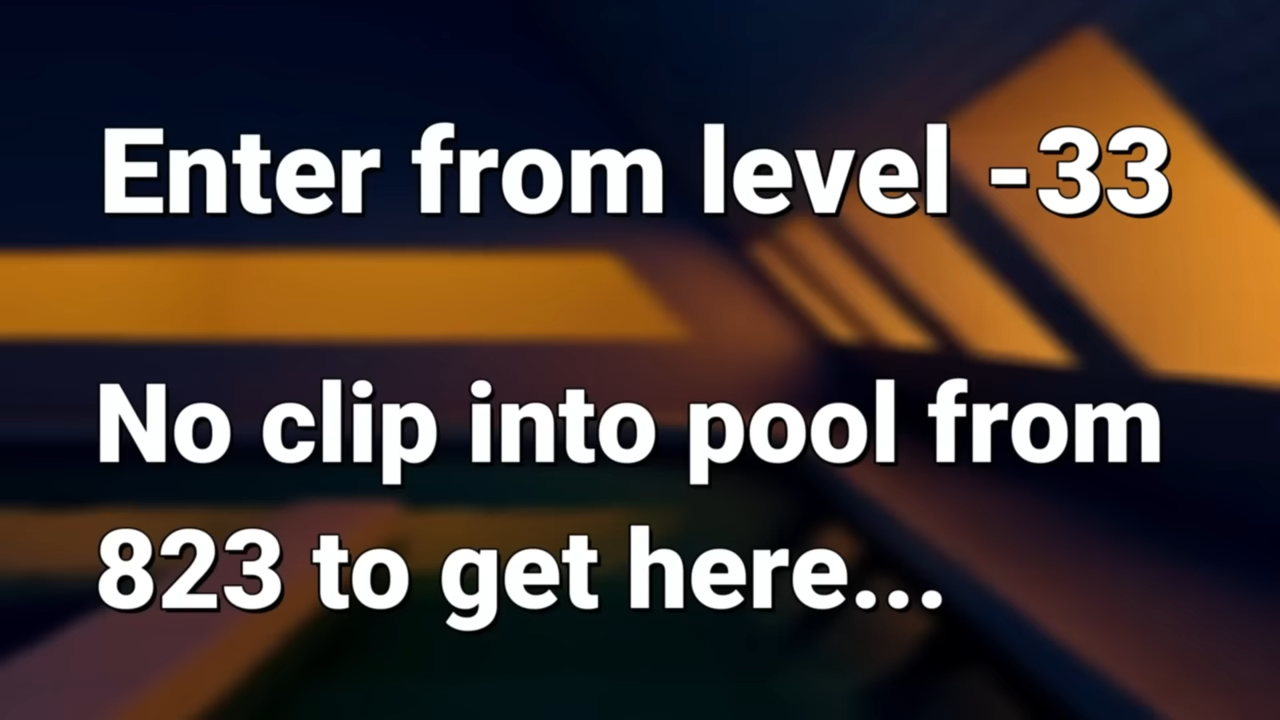 Enter from level -33
No clip into pool from
823 to get here...